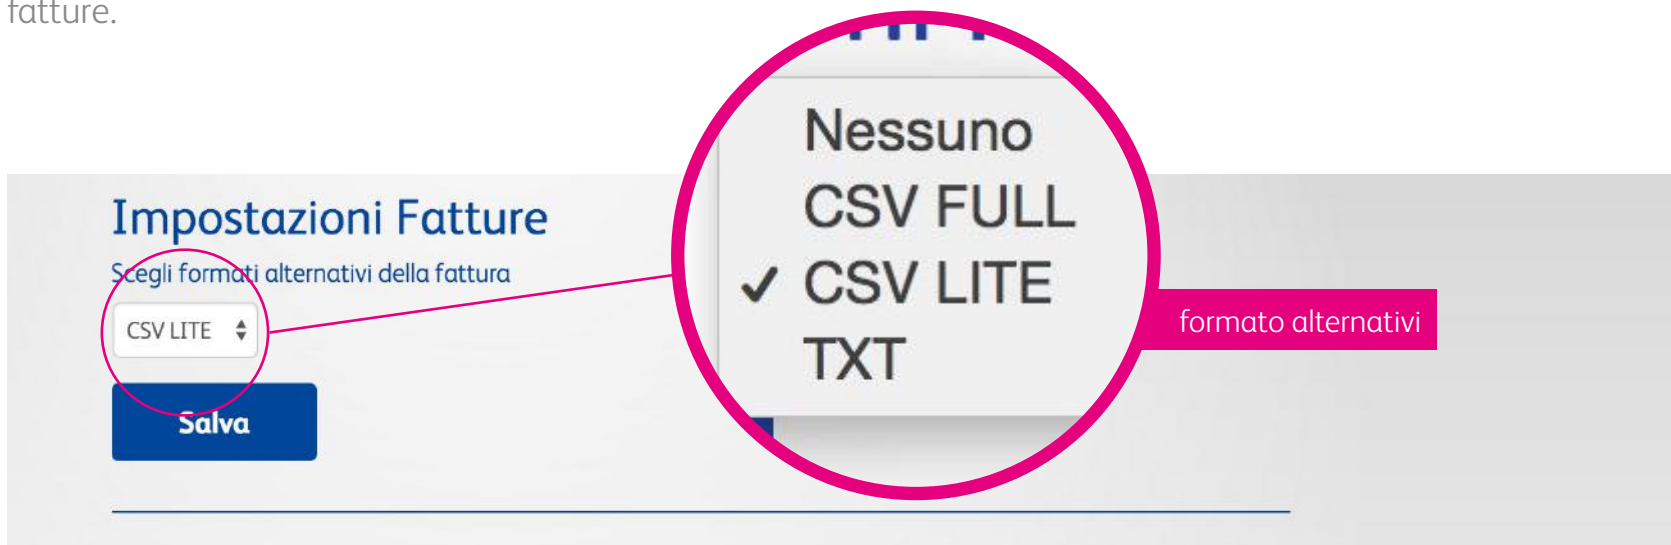 fatture.
Impostazioni Fatture
Scegli formati alternativi della fattura
CSV LITE
Salva
Nessuno
CSV FULL
✓ CSV LITE
TXT
formato alternativi